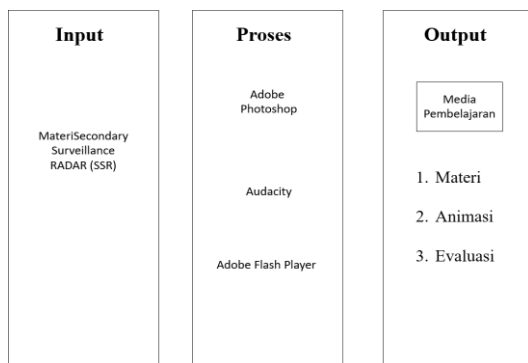 Input
MateriSecondary
Surveillance
RADAR (SSR)
Proses
Adobe
Photoshop
Audacity
Adobe Flash Player
Output
Media
Pembelajaran
1. Materi
2. Animasi
3. Evaluasi